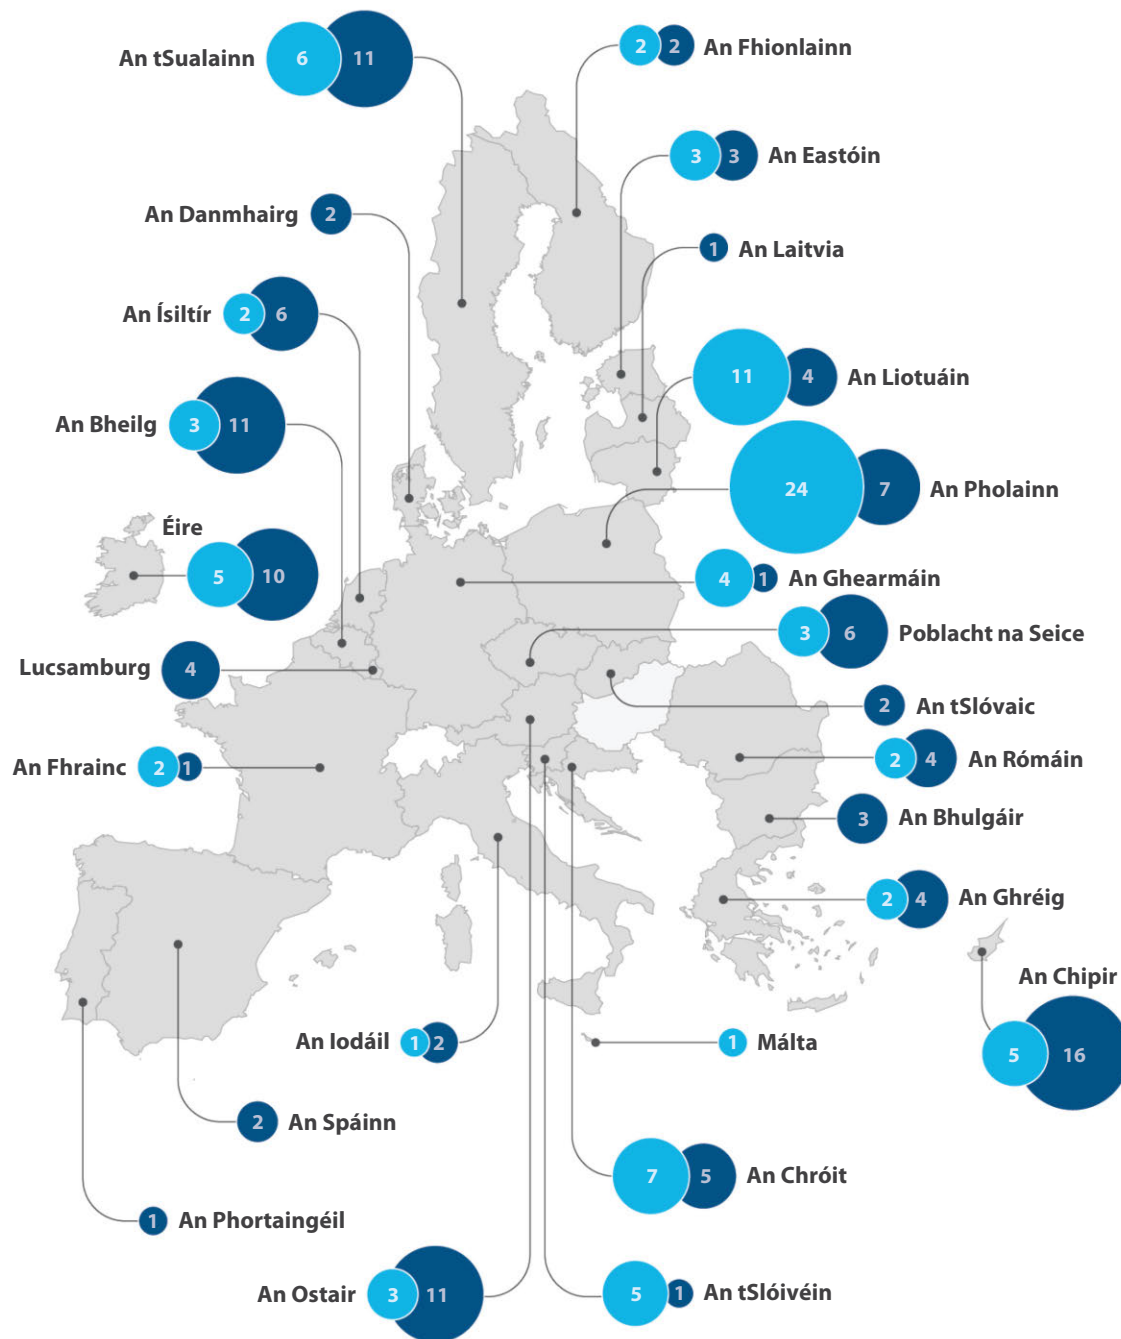 An tSualainn 6 11
2 2 An Fhionlainn
3 3 An Eastóin
An Danmhairg 2
1 An Laitvia
An Ísiltír 2 6
11 4 An Liotuáin
An Bheilg 3 11
24 7 An Pholainn
Éire
5 10
4 1 An Ghearmáin
3 6 Poblacht na Seice
Lucsamburg 4
2 An tSlóvaic
An Fhrainc 2 1
2 4 An Rómáin
3 An Bhulgáir
2 4 An Ghréig
An Chipir
5 16
An Iodáil 1 2
1 Málta
2 An Spáinn
7 5 An Chróit
1 An Phortaingéil
An Ostair 3 11
5 1 An tSlóivéin